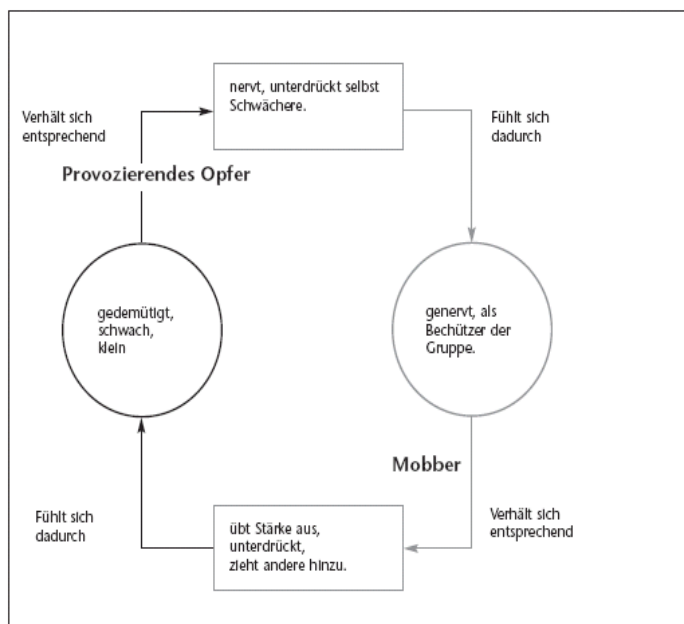 nervt, unterdrückt selbst
Schwächere.
Verhält sich
entsprechend
Fühlt sich
dadurch
Provozierendes Opfer
gedemütigt,
schwach,
klein
genervt, als
Bechützer der
Gruppe.
Mobber
Fühlt sich
dadurch
übt Stärke aus,
unterdrückt,
zieht andere hinzu.
Verhält sich
entsprechend